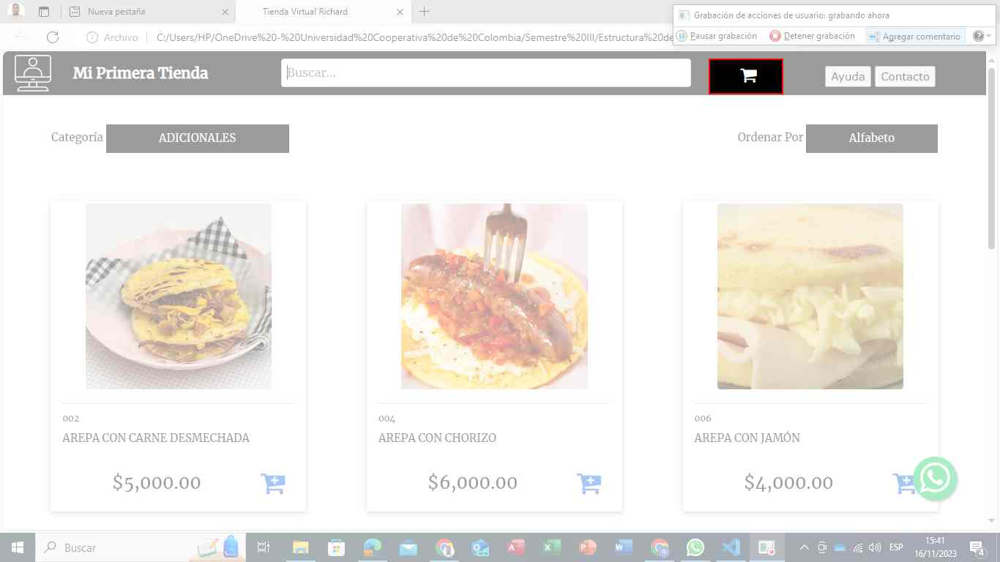 Nueva pestaña
Tienda Virtual Richard
Grabación de acciones de usuario: grabando ahora
Pausar grabación
Detener grabación
Agregar comentario
Archivo
C:/Users/HP/OneDrive%20-%20Universidad%20Cooperativa%20de%20Colombia/Semestre%20III/Estructura%20de
Mi Primera Tienda
Buscar...
Ayuda
Contacto
Categoría
ADICIONALES
Ordenar Por
Alfabeto
002
AREPA CON CARNE DESMECHADA
$5,000.00
004
AREPA CON CHORIZO
$6,000.00
006
AREPA CON JAMÓN
$4,000.00
Buscar
ESP
15:41
16/11/2023
4